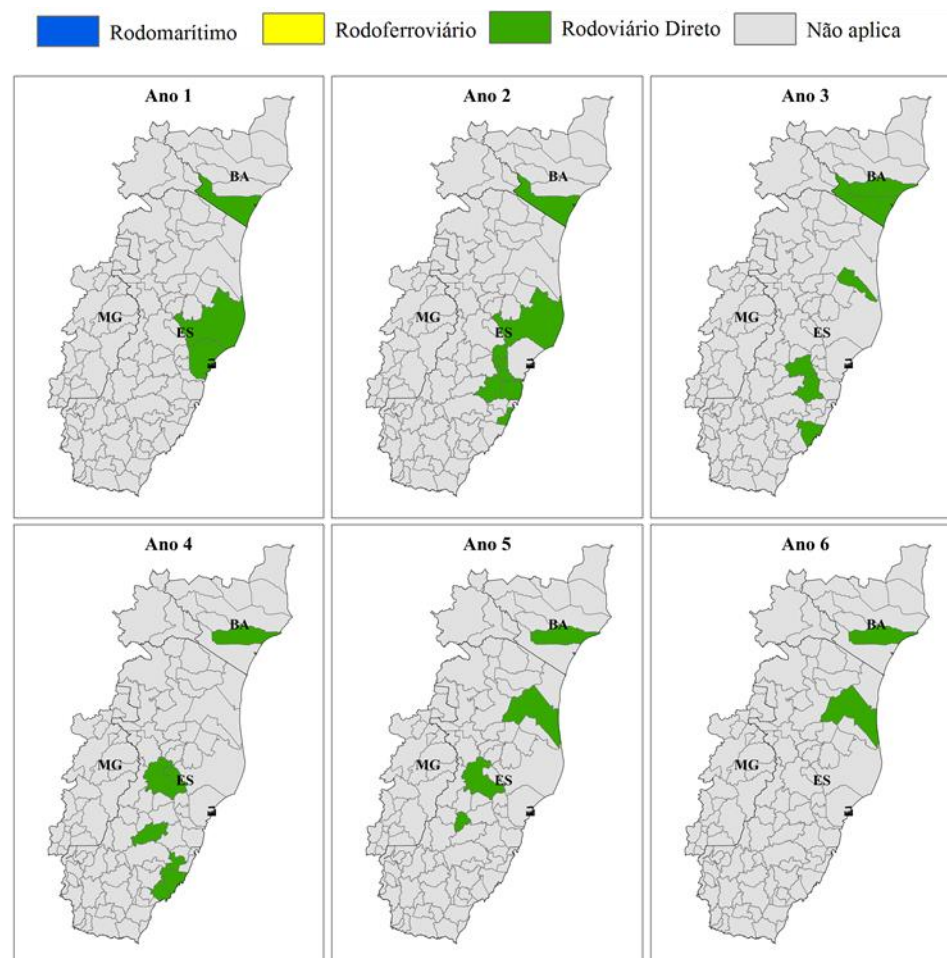 Rodomarítimo Rodoferroviário Rodoviário Direto Não aplica
Ano 1 Ano 2 Ano 3
BA BA BA
MG ES MG ES MG ES
Ano 4 Ano 5 Ano 6
BA BA BA
MG ES MG ES MG ES